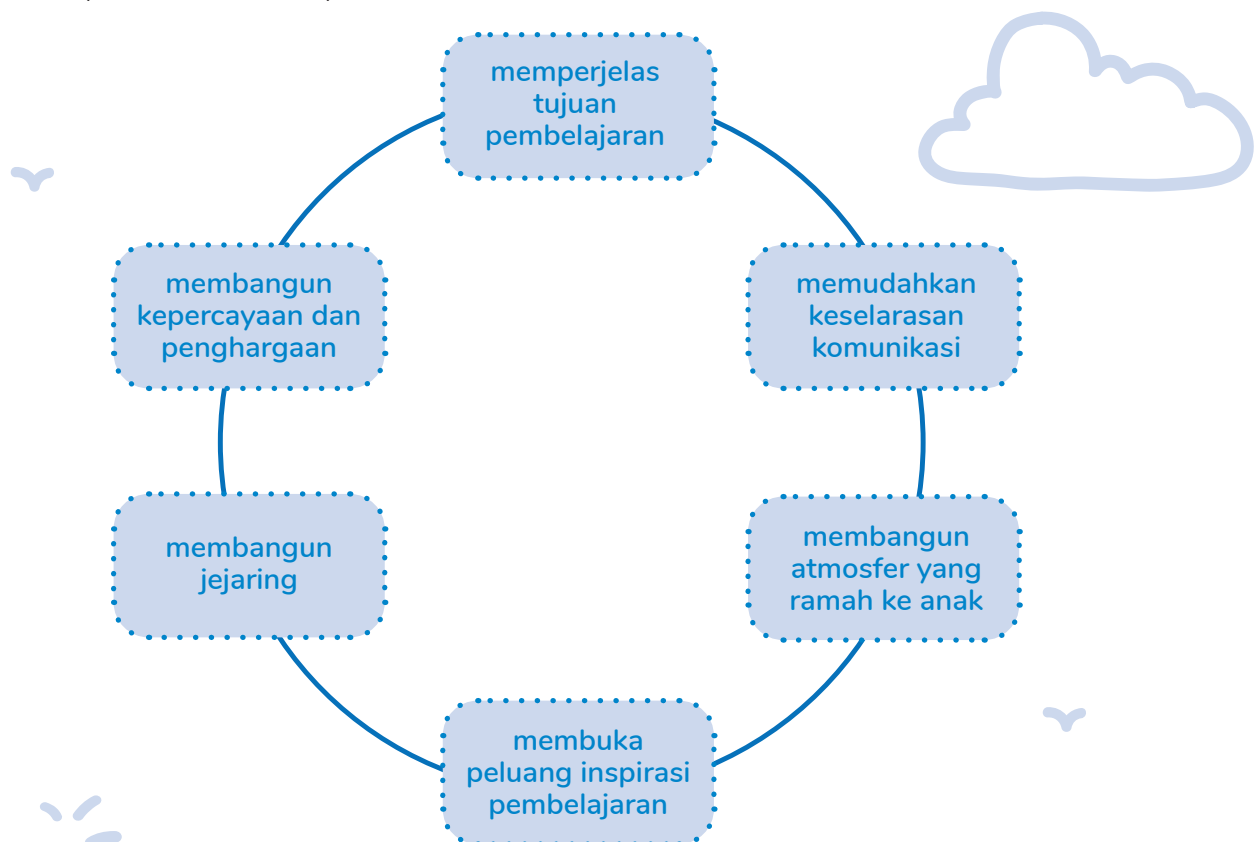 memperjelas
tujuan
pembelajaran
membangun
kepercayaan dan
penghargaan
memudahkan
keselarasan
komunikasi
membangun
jejaring
membangun
atmosfer yang
ramah ke anak
membuka
peluang inspirasi
pembelajaran